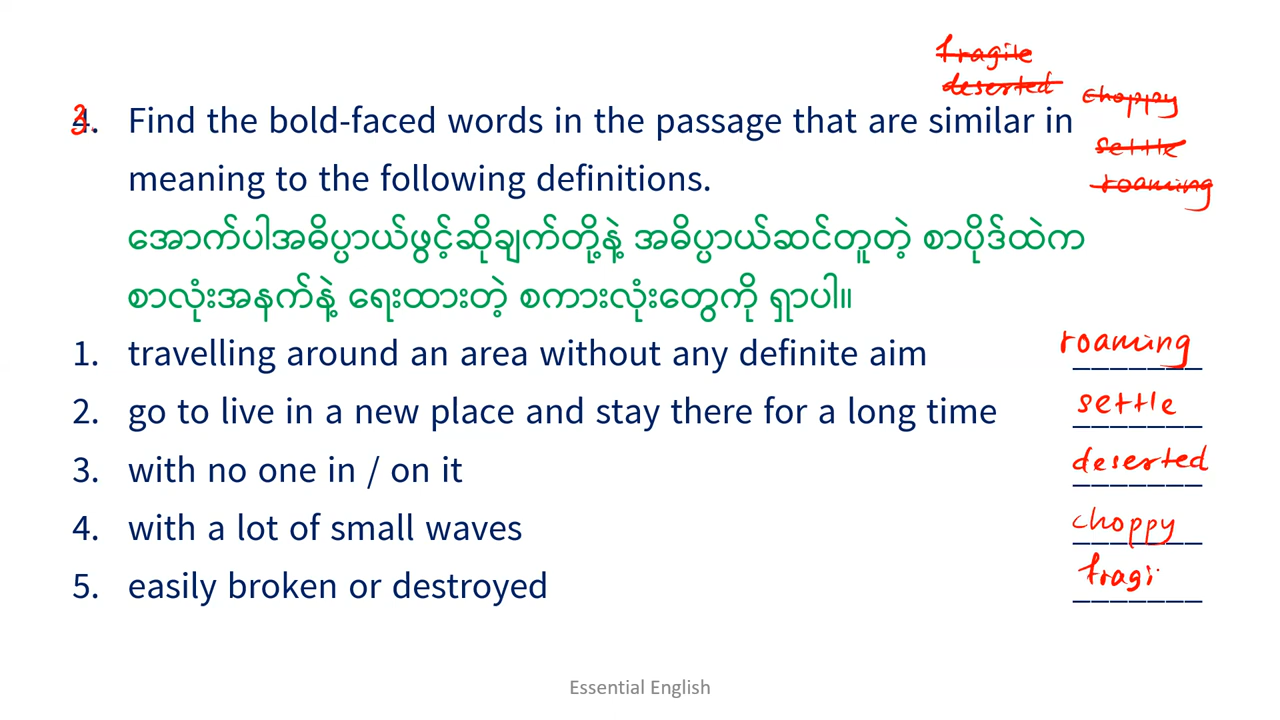 fragile
deserted
choppy
settle
roaming
3. Find the bold-faced words in the passage that are similar in
meaning to the following definitions.
အောက်ပါအဓိပ္ပာယ်ဖွင့်ဆိုချက်တို့နဲ့ အဓိပ္ပာယ်ဆင်တူတဲ့ စာပိုဒ်ထဲက
စာလုံးအနက်နဲ့ ရေးထားတဲ့ စကားလုံးတွေကို ရှာပါ။
1. travelling around an area without any definite aim roaming
2. go to live in a new place and stay there for a long time settle
3. with no one in / on it deserted
4. with a lot of small waves choppy
5. easily broken or destroyed fragi
Essential English